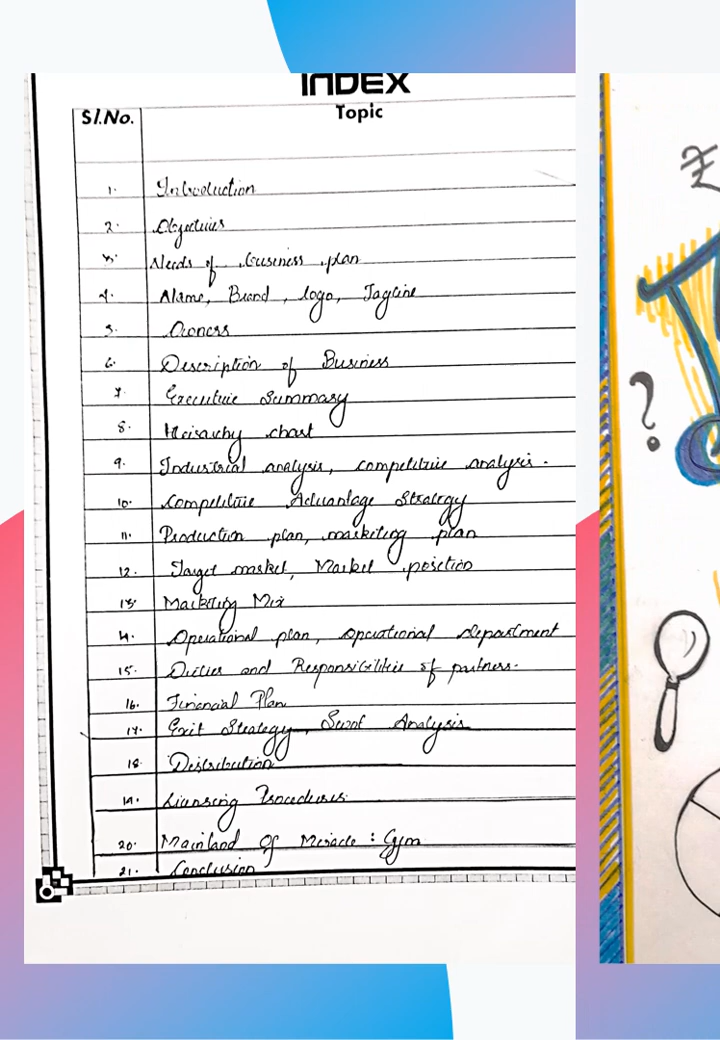 INDEX
Sl.No. Topic
1. Introduction
2. Objectives
3. Needs of business plan
4. Name, Brand, logo, Tagline
5. Owners
6. Description of Business
7. Executive Summary
8. Heirarchy chart
9. Industrial analysis, competitive analysis.
10. Competitive Advantage Strategy
11. Production plan, marketing plan
12. Target market, Market position
13. Marketing Mix
14. Operational plan, operational department
15. Duties and Responsibilitie of partners.
16. Financial Plan
17. Exit Strategy, Swot Analysis
18. Distribution
19. Licensing Procedures.
20. Mainland Of Miracle : Gym
21. Conclusion
₹
?